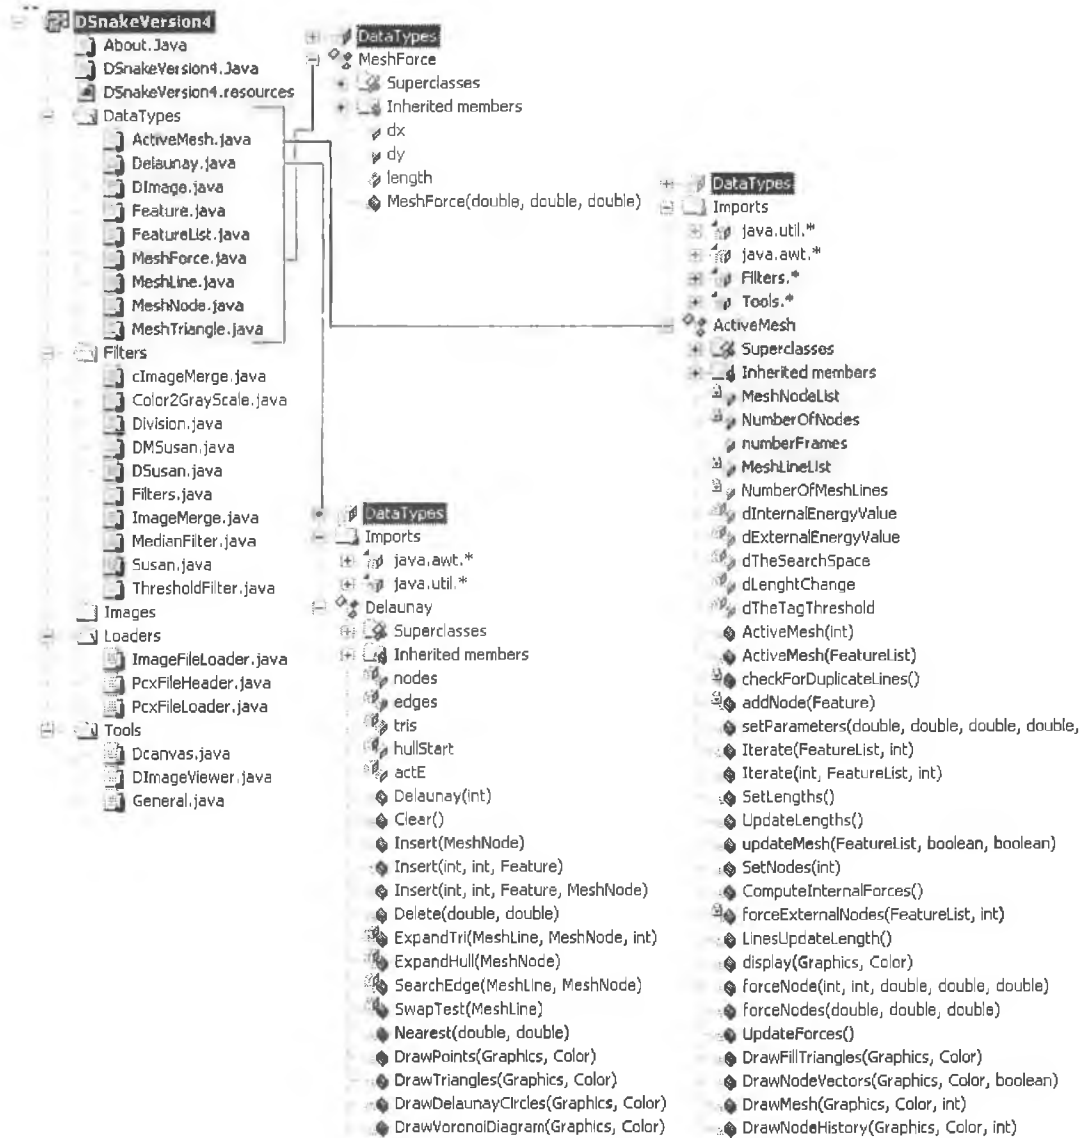 DSnakeVersion4
About.Java
DSnakeVersion4.Java
DSnakeVersion4.resources
DataTypes
ActiveMesh.java
Delaunay.java
DImage.java
Feature.java
FeatureList.java
MeshForce.java
MeshLine.java
MeshNode.java
MeshTriangle.java
Filters
cImageMerge.java
Color2GrayScale.java
Division.java
DMSusan.java
DSusan.java
Filters.java
ImageMerge.java
MedianFilter.java
Susan.java
ThresholdFilter.java
Images
Loaders
ImageFileLoader.java
PcxFileHeader.java
PcxFileLoader.java
Tools
Dcanvas.java
DImageViewer.java
General.java
DataTypes
MeshForce
Superclasses
Inherited members
dx
dy
length
MeshForce(double, double, double)
DataTypes
Imports
java.awt.*
java.util.*
Delaunay
Superclasses
Inherited members
nodes
edges
tris
hullStart
actE
Delaunay(int)
Clear()
Insert(MeshNode)
Insert(int, int, Feature)
Insert(int, int, Feature, MeshNode)
Delete(double, double)
ExpandTri(MeshLine, MeshNode, int)
ExpandHull(MeshNode)
SearchEdge(MeshLine, MeshNode)
SwapTest(MeshLine)
Nearest(double, double)
DrawPoints(Graphics, Color)
DrawTriangles(Graphics, Color)
DrawDelaunayCircles(Graphics, Color)
DrawVoronoiDiagram(Graphics, Color)
DataTypes
Imports
java.util.*
java.awt.*
Filters.*
Tools.*
ActiveMesh
Superclasses
Inherited members
MeshNodeList
NumberOfNodes
numberFrames
MeshLineList
NumberOfMeshLines
dInternalEnergyValue
dExternalEnergyValue
dTheSearchSpace
dLenghtChange
dTheTagThreshold
ActiveMesh(int)
ActiveMesh(FeatureList)
checkForDuplicateLines()
addNode(Feature)
setParameters(double, double, double, double,
Iterate(FeatureList, int)
Iterate(int, FeatureList, int)
SetLengths()
UpdateLengths()
updateMesh(FeatureList, boolean, boolean)
SetNodes(int)
ComputeInternalForces()
forceExternalNodes(FeatureList, int)
LinesUpdateLength()
display(Graphics, Color)
forceNode(int, int, double, double, double)
forceNodes(double, double, double)
UpdateForces()
DrawFillTriangles(Graphics, Color)
DrawNodeVectors(Graphics, Color, boolean)
DrawMesh(Graphics, Color, int)
DrawNodeHistory(Graphics, Color, int)